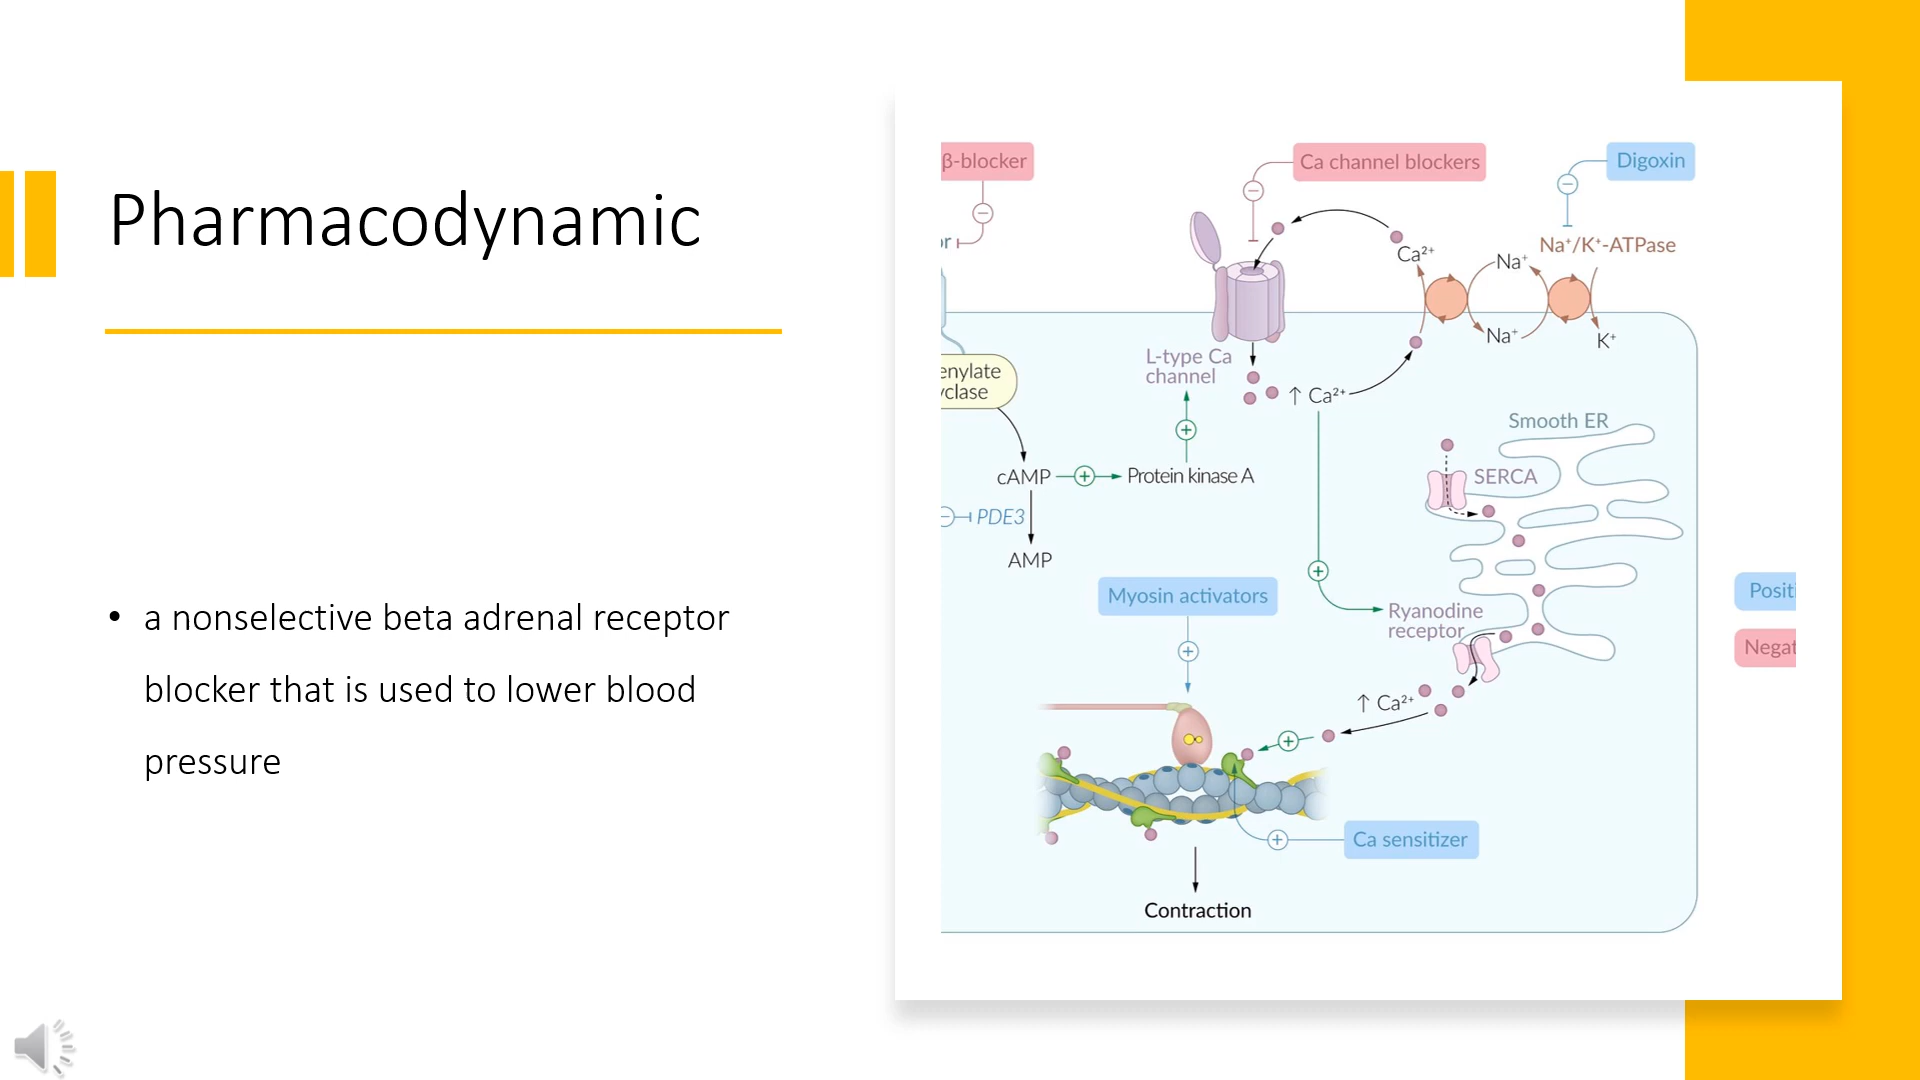 Pharmacodynamic
• a nonselective beta adrenal receptor
blocker that is used to lower blood
pressure
β-blocker
Ca channel blockers
Digoxin
or
Ca²⁺
Na⁺
Na⁺/K⁺-ATPase
Na⁺
K⁺
L-type Ca
channel
enylate
yclase
↑ Ca²⁺
Smooth ER
cAMP
Protein kinase A
SERCA
PDE3
AMP
Myosin activators
Ryanodine
receptor
Positi
Negat
↑ Ca²⁺
Ca sensitizer
Contraction